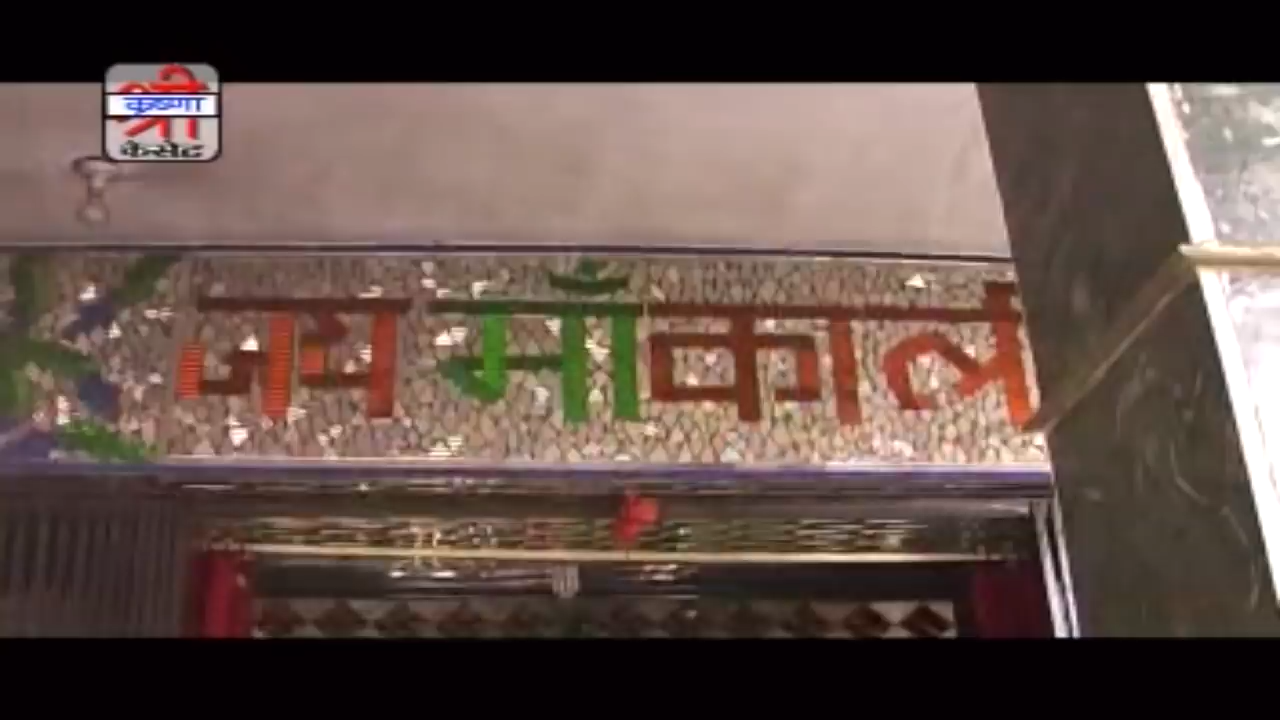 श्री
कृष्णा
कैसेट
जय माँ काली